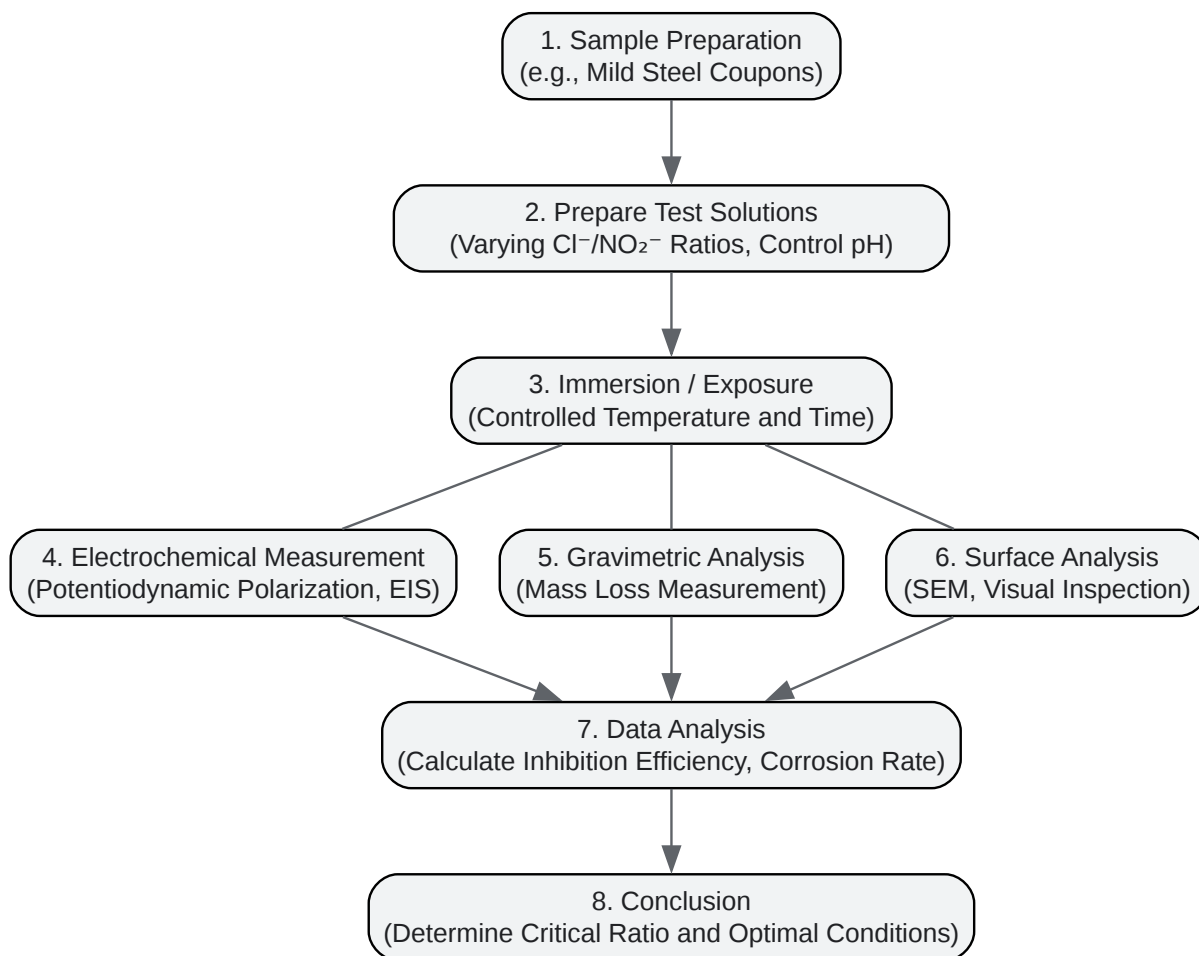 1. Sample Preparation
(e.g., Mild Steel Coupons)
2. Prepare Test Solutions
(Varying Cl⁻/NO₂⁻ Ratios, Control pH)
3. Immersion / Exposure
(Controlled Temperature and Time)
4. Electrochemical Measurement
(Potentiodynamic Polarization, EIS)
5. Gravimetric Analysis
(Mass Loss Measurement)
6. Surface Analysis
(SEM, Visual Inspection)
7. Data Analysis
(Calculate Inhibition Efficiency, Corrosion Rate)
8. Conclusion
(Determine Critical Ratio and Optimal Conditions)